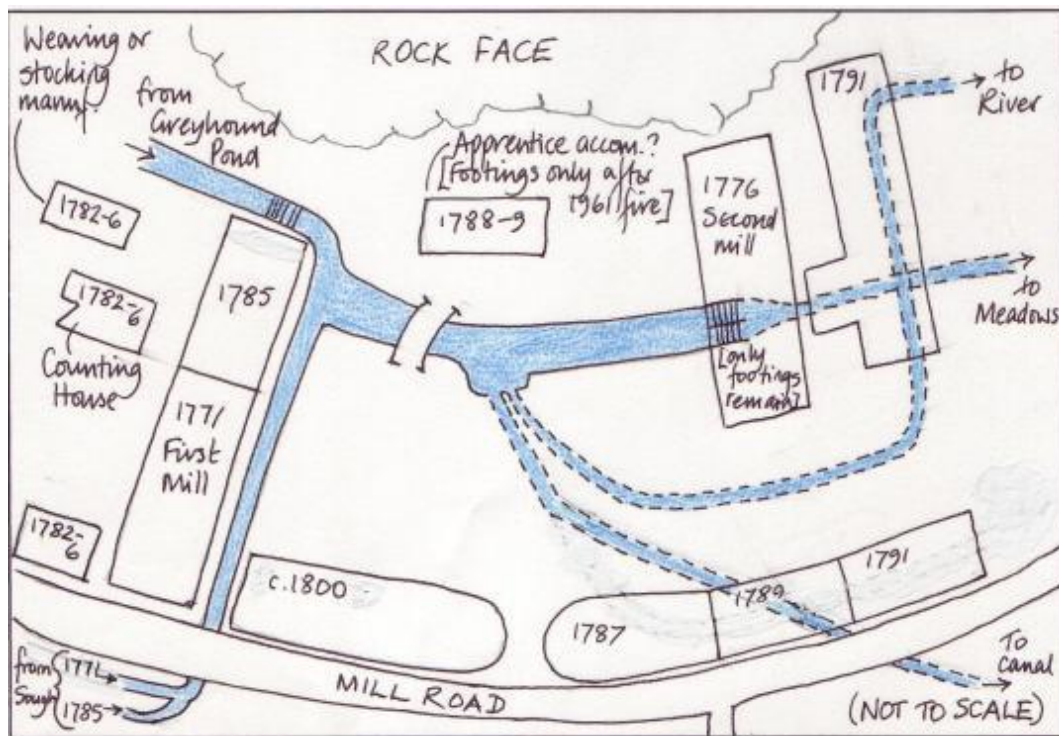 Weaving or
stocking
manny.
ROCK FACE
from
Greyhound
Pond
1791
to
River
Apprentice accom.?
[Footings only after
1961 fire]
1782-6
1788-9
1776
Second
mill
1785
1782-6
to
Meadows
Counting
House
[only
footings
remain]
1771
First
Mill
1782-
6
c.1800
1787
1789
1791
from
Sough
1771
1785
MILL ROAD
To
Canal
(NOT TO SCALE)